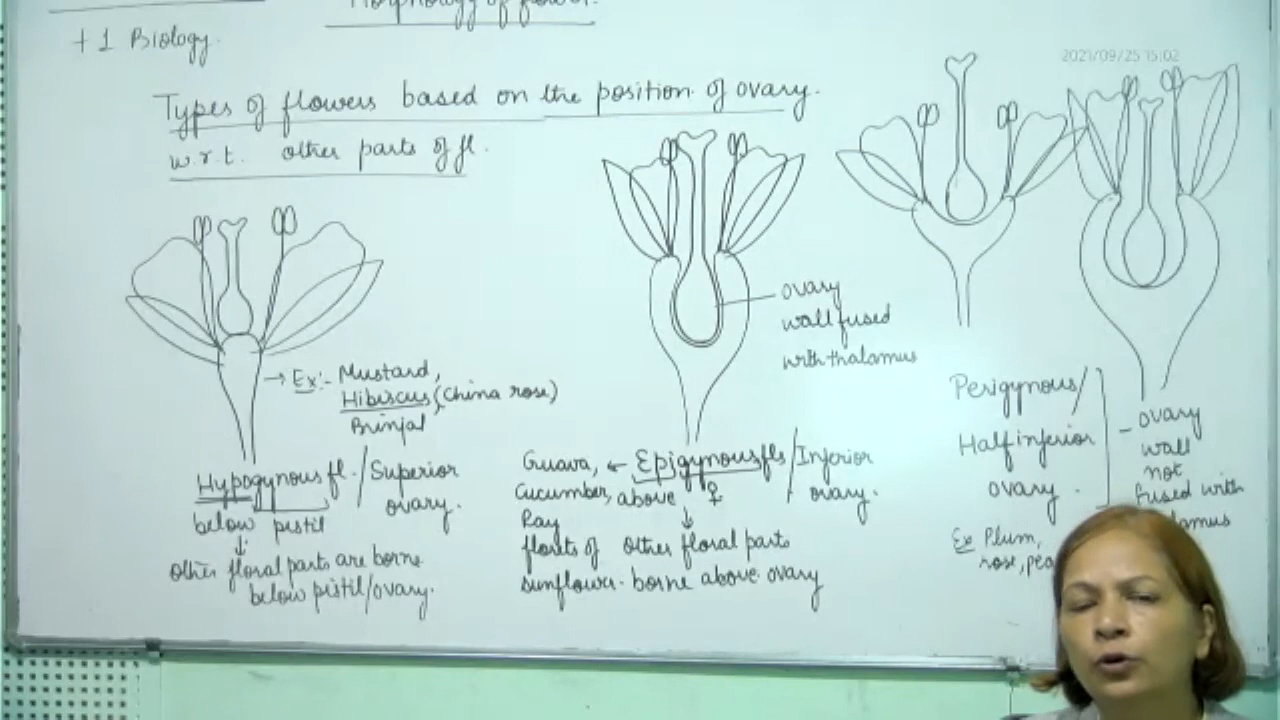 Morphology of flower.
+1 Biology.
2021/09/25 15:02
Types of flowers based on the position of ovary.
w.r.t. other parts of fl.
ovary
wall fused
with thalamus
→ Ex:- Mustard,
Hibiscus (China rose)
Brinjal
Hypogynous fl. / Superior
ovary.
below pistil
↓
Other floral parts are borne
below pistil/ovary.
Guava, ← Epigynous fls / Inferior
ovary.
Cucumber, above ♀
Ray ↓
florets of other floral parts
sunflower. borne above ovary
Perigynous/
Half inferior
ovary.
Ex Plum,
rose, pea
- ovary
wall
not
fused with
lamus